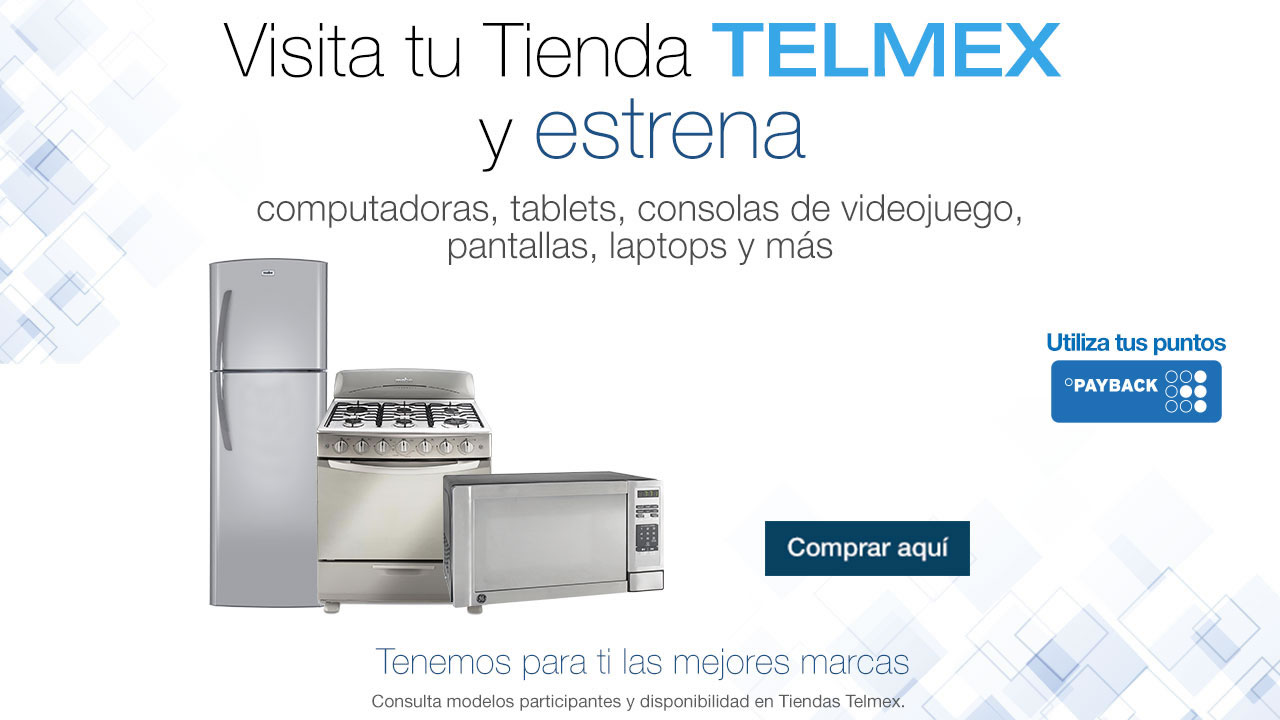 Visita tu Tienda TELMEX
y estrena
computadoras, tablets, consolas de videojuego,
pantallas, laptops y más
Utiliza tus puntos
PAYBACK
Comprar aquí
Tenemos para ti las mejores marcas
Consulta modelos participantes y disponibilidad en Tiendas Telmex.